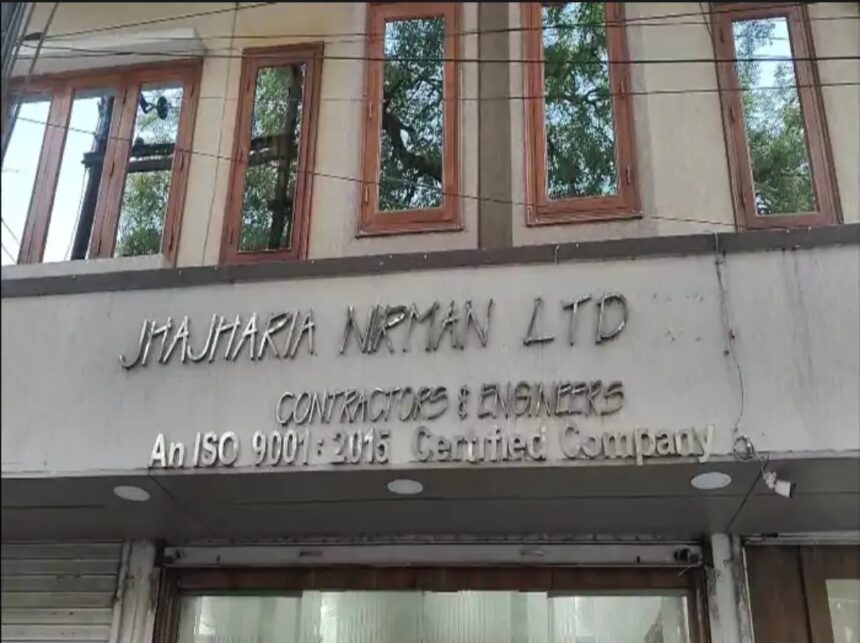 JHAJHARIA NIRMAN LTD
CONTRACTORS & ENGINEERS
An ISO 9001:2015 Certified Company